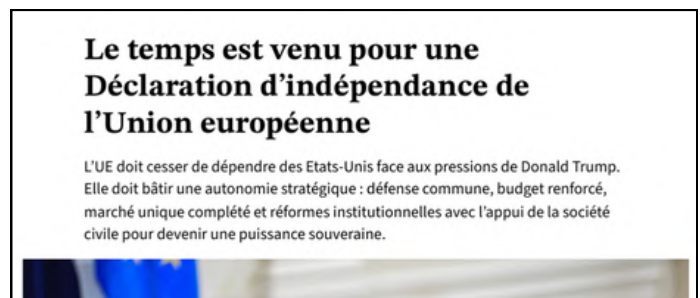 Le temps est venu pour une
Déclaration d’indépendance de
l’Union européenne
L’UE doit cesser de dépendre des Etats-Unis face aux pressions de Donald Trump.
Elle doit bâtir une autonomie stratégique : défense commune, budget renforcé,
marché unique complété et réformes institutionnelles avec l’appui de la société
civile pour devenir une puissance souveraine.